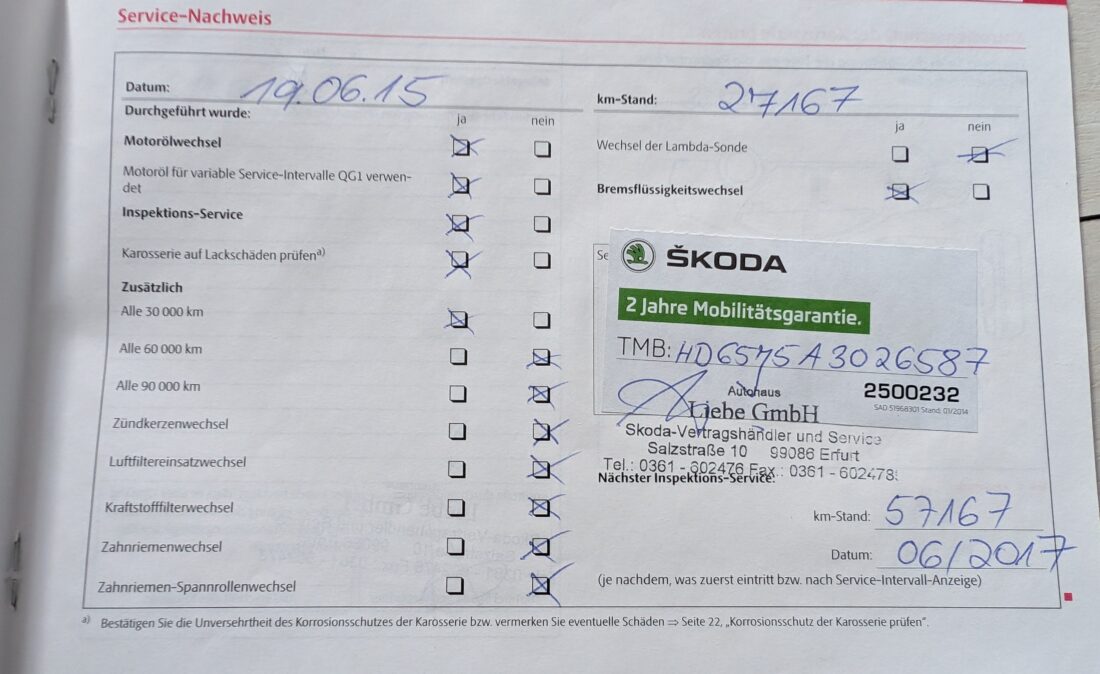 Service-Nachweis
Datum: 19.06.15
Durchgeführt wurde: ja nein
Motorölwechsel
Motoröl für variable Service-Intervalle QG1 verwen-
det
Inspektions-Service
Karosserie auf Lackschäden prüfen a)
Zusätzlich
Alle 30 000 km
Alle 60 000 km
Alle 90 000 km
Zündkerzenwechsel
Luftfiltereinsatzwechsel
Kraftstofffilterwechsel
Zahnriemenwechsel
Zahnriemen-Spannrollenwechsel
km-Stand: 27167
ja nein
Wechsel der Lambda-Sonde
Bremsflüssigkeitswechsel
Se
ŠKODA
2 Jahre Mobilitätsgarantie.
TMB: HD6575A3026587
2500232
SAD 51968301 Stand: 01/2014
Autohaus
Liebe GmbH
Skoda-Vertragshändler und Service
Salzstraße 10 99086 Erfurt
Tel.: 0361 - 602476 Fax.: 0361 - 602478
Nächster Inspektions-Service:
km-Stand: 57167
Datum: 06/2017
(je nachdem, was zuerst eintritt bzw. nach Service-Intervall-Anzeige)
a) Bestätigen Sie die Unversehrtheit des Korrosionsschutzes der Karosserie bzw. vermerken Sie eventuelle Schäden ⇒ Seite 22, „Korrosionsschutz der Karosserie prüfen“.